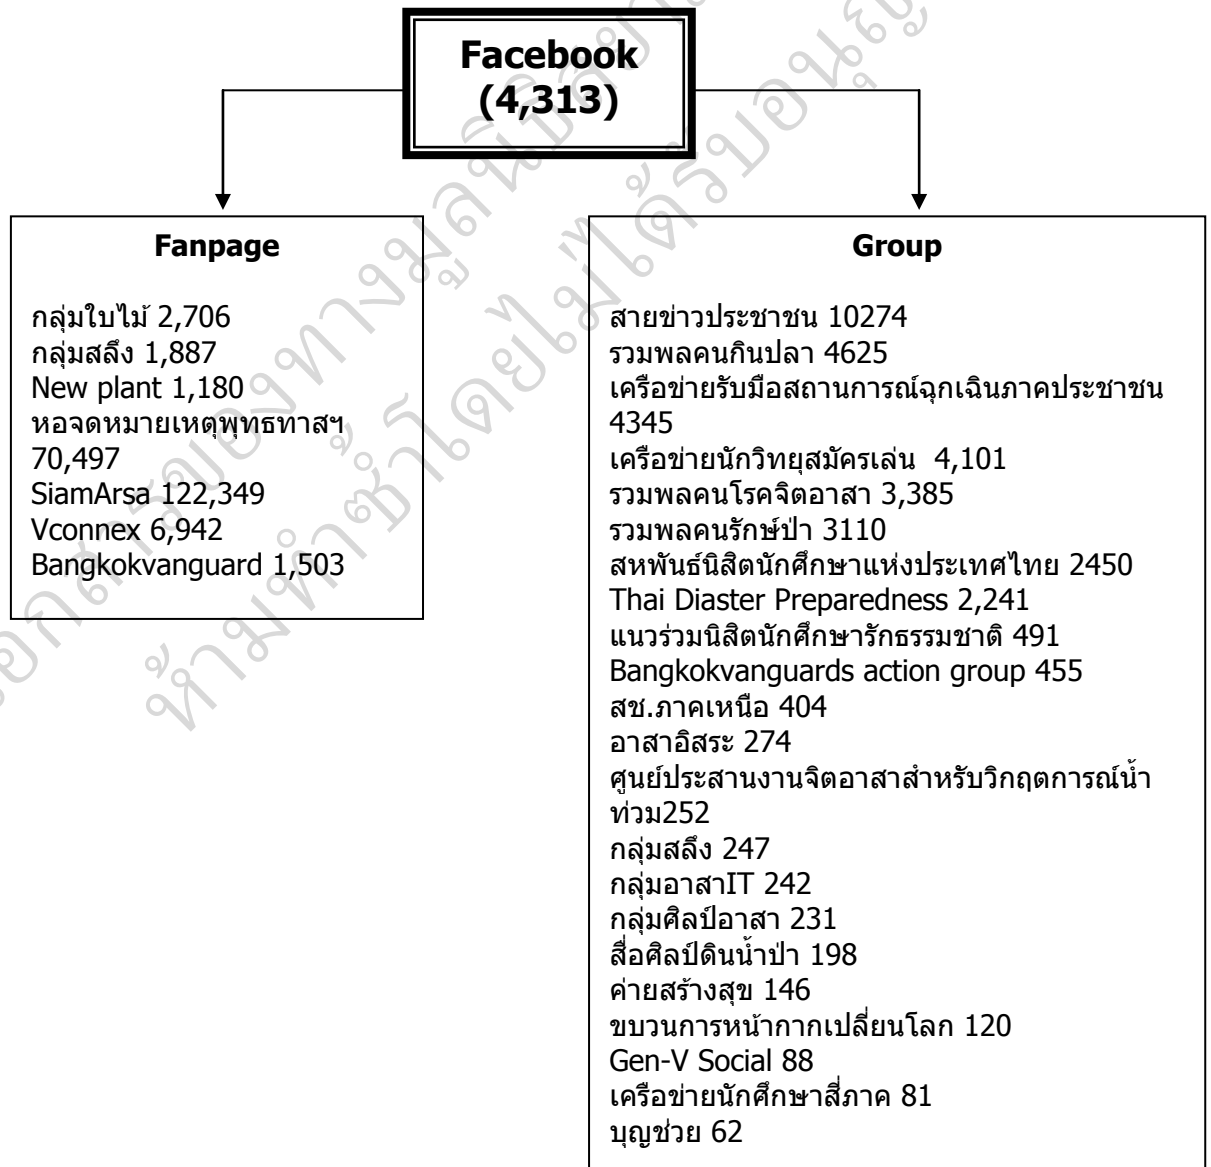 Facebook
(4,313)
Fanpage
กลุ่มใบไม้ 2,706
กลุ่มสลึง 1,887
New plant 1,180
หอจดหมายเหตุพุทธทาสฯ
70,497
SiamArsa 122,349
Vconnex 6,942
Bangkokvanguard 1,503
Group
สายข่าวประชาชน 10274
รวมพลคนกินปลา 4625
เครือข่ายรับมือสถานการณ์ฉุกเฉินภาคประชาชน
4345
เครือข่ายนักวิทยุสมัครเล่น  4,101
รวมพลคนโรคจิตอาสา 3,385
รวมพลคนรักษ์ป่า 3110
สหพันธ์นิสิตนักศึกษาแห่งประเทศไทย 2450
Thai Diaster Preparedness 2,241
แนวร่วมนิสิตนักศึกษารักธรรมชาติ 491
Bangkokvanguards action group 455
สช.ภาคเหนือ 404
อาสาอิสระ 274
ศูนย์ประสานงานจิตอาสาสำหรับวิกฤตการณ์น้ำ
ท่วม252
กลุ่มสลึง 247
กลุ่มอาสาIT 242
กลุ่มศิลป์อาสา 231
สื่อศิลป์ดินน้ำป่า 198
ค่ายสร้างสุข 146
ขบวนการหน้ากากเปลี่ยนโลก 120
Gen-V Social 88
เครือข่ายนักศึกษาสี่ภาค 81
บุญช่วย 62
ห้ามทำซ้ำโดยไม่ได้รับอนุญ